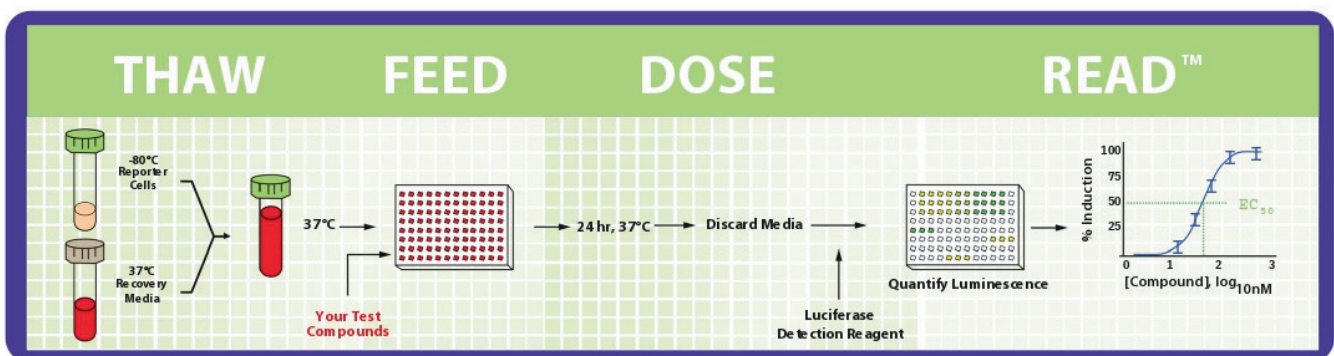 THAW FEED DOSE READ™
-80°C
Reporter
Cells
37°C
Recovery
Media
37°C
Your Test
Compounds
24 hr, 37°C
Discard Media
Luciferase
Detection Reagent
Quantify Luminescence
% Induction
100
75
50
25
EC50
0 1 2 3
[Compound], log10nM